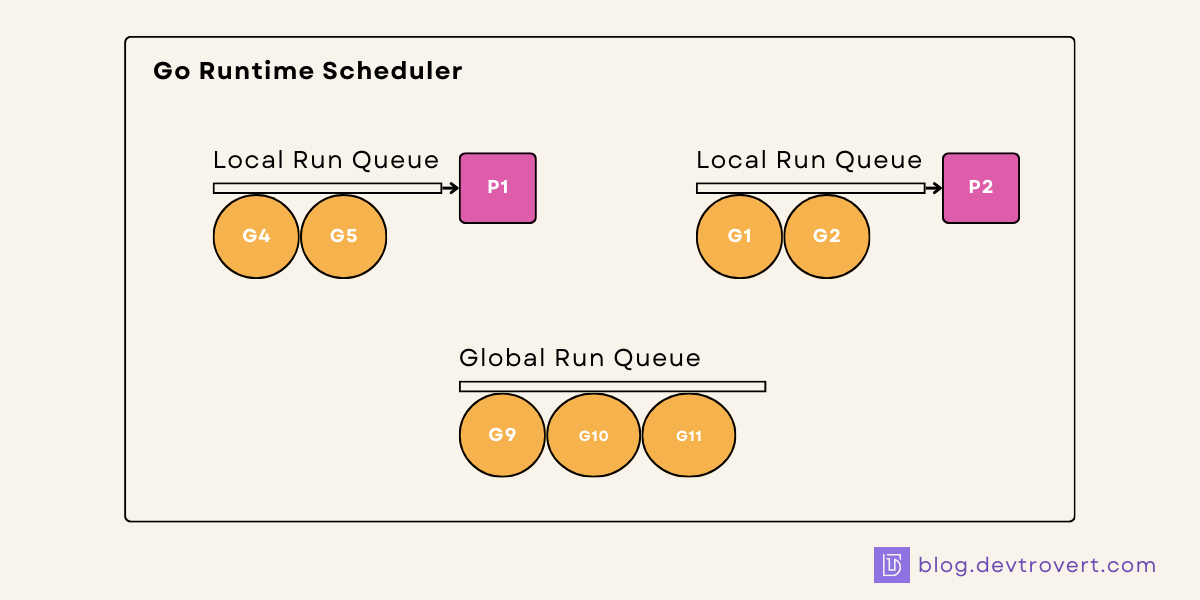 Go Runtime Scheduler
Local Run Queue
P1
G4 G5
Local Run Queue
P2
G1 G2
Global Run Queue
G9 G10 G11
blog.devtrovert.com